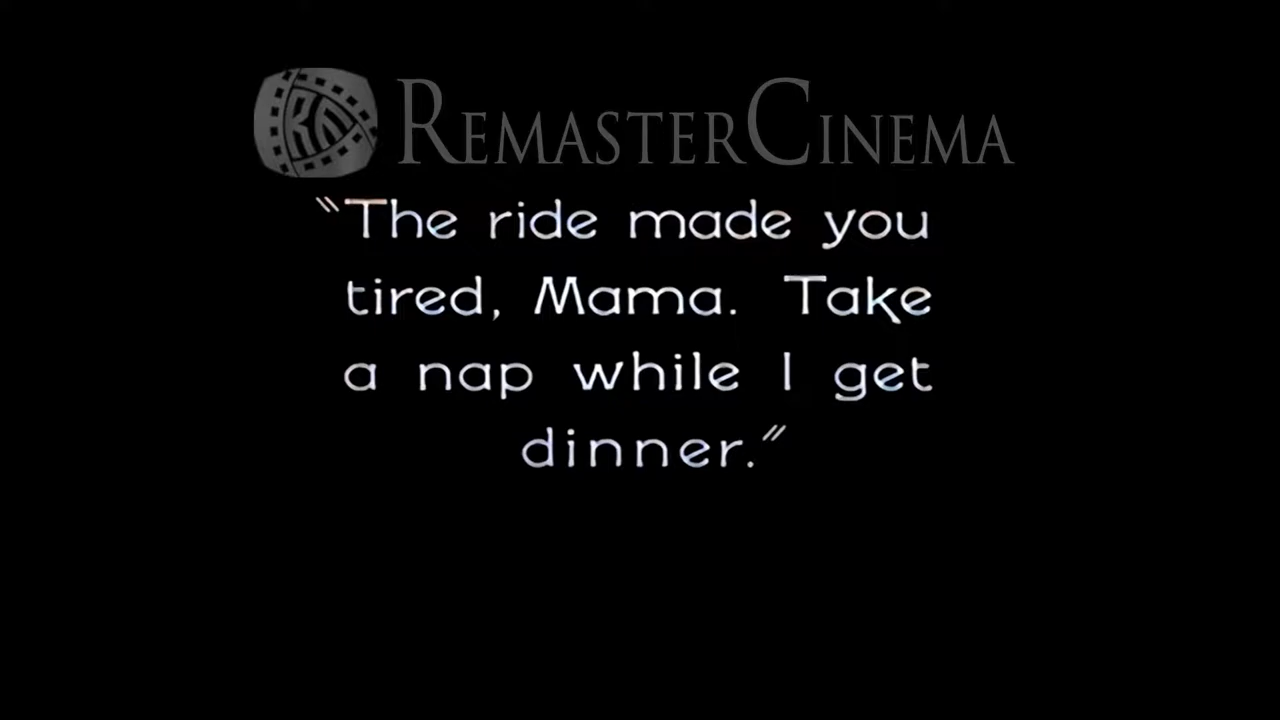 REMASTERCINEMA
"The ride made you
tired, Mama. Take
a nap while I get
dinner."